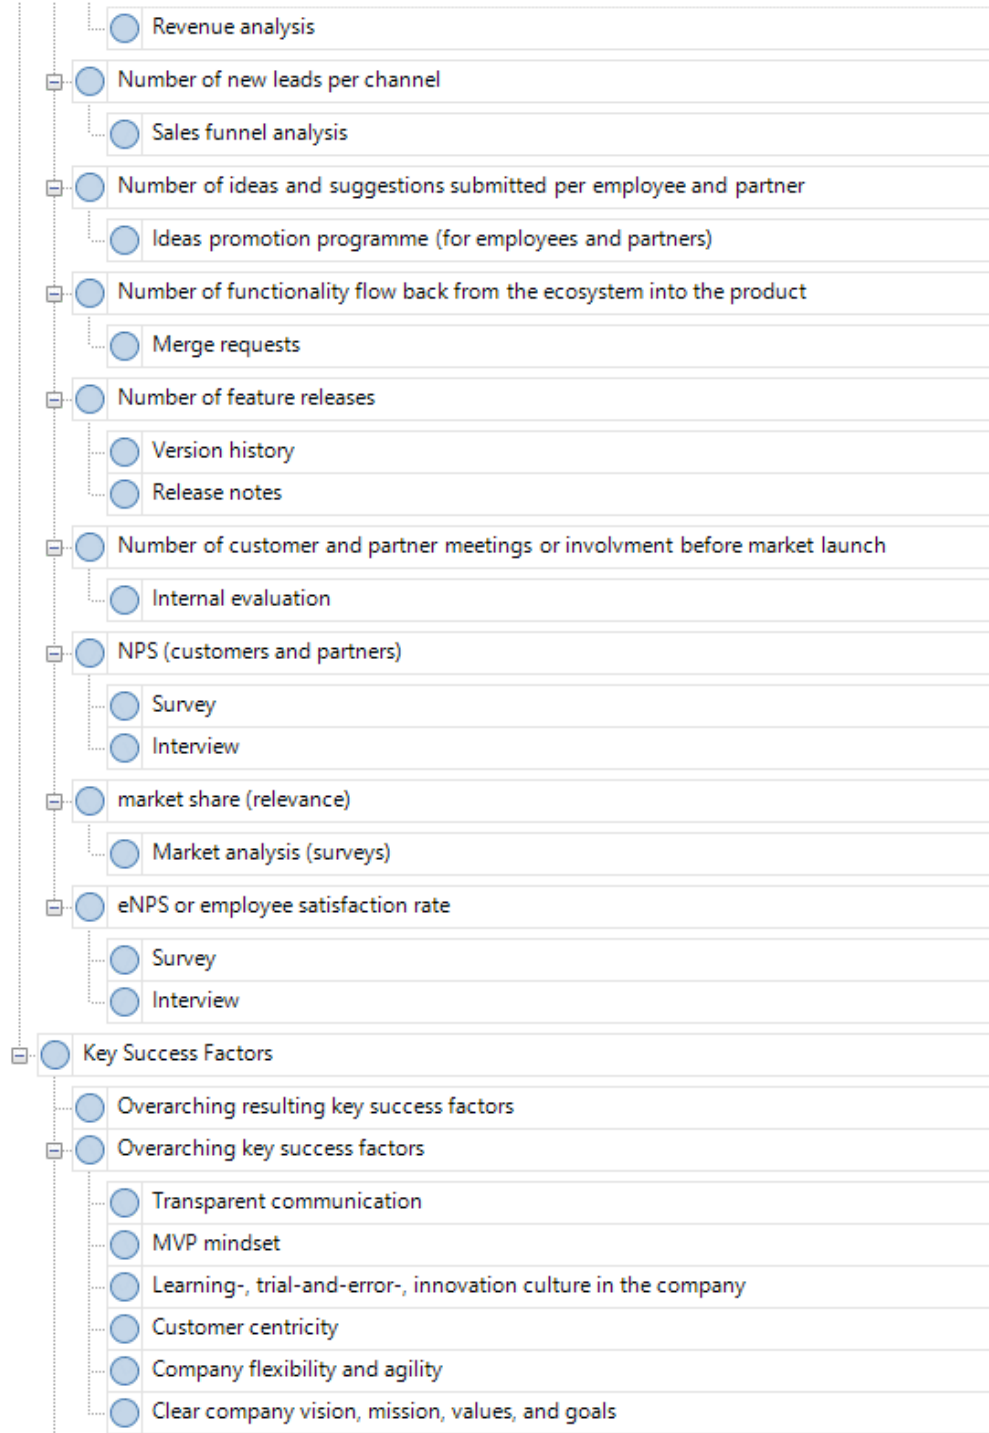 Revenue analysis
Number of new leads per channel
Sales funnel analysis
Number of ideas and suggestions submitted per employee and partner
Ideas promotion programme (for employees and partners)
Number of functionality flow back from the ecosystem into the product
Merge requests
Number of feature releases
Version history
Release notes
Number of customer and partner meetings or involvment before market launch
Internal evaluation
NPS (customers and partners)
Survey
Interview
market share (relevance)
Market analysis (surveys)
eNPS or employee satisfaction rate
Survey
Interview
Key Success Factors
Overarching resulting key success factors
Overarching key success factors
Transparent communication
MVP mindset
Learning-, trial-and-error-, innovation culture in the company
Customer centricity
Company flexibility and agility
Clear company vision, mission, values, and goals